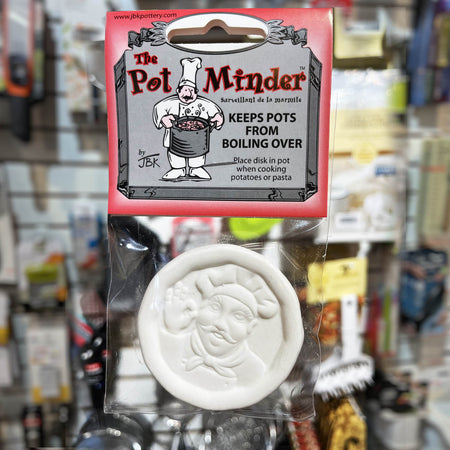 www.jbkpottery.com
The
Pot Minder™
Surveillant de la marmite
KEEPS POTS
FROM
BOILING OVER
by
JBK
Place disk in pot
when cooking
potatoes or pasta